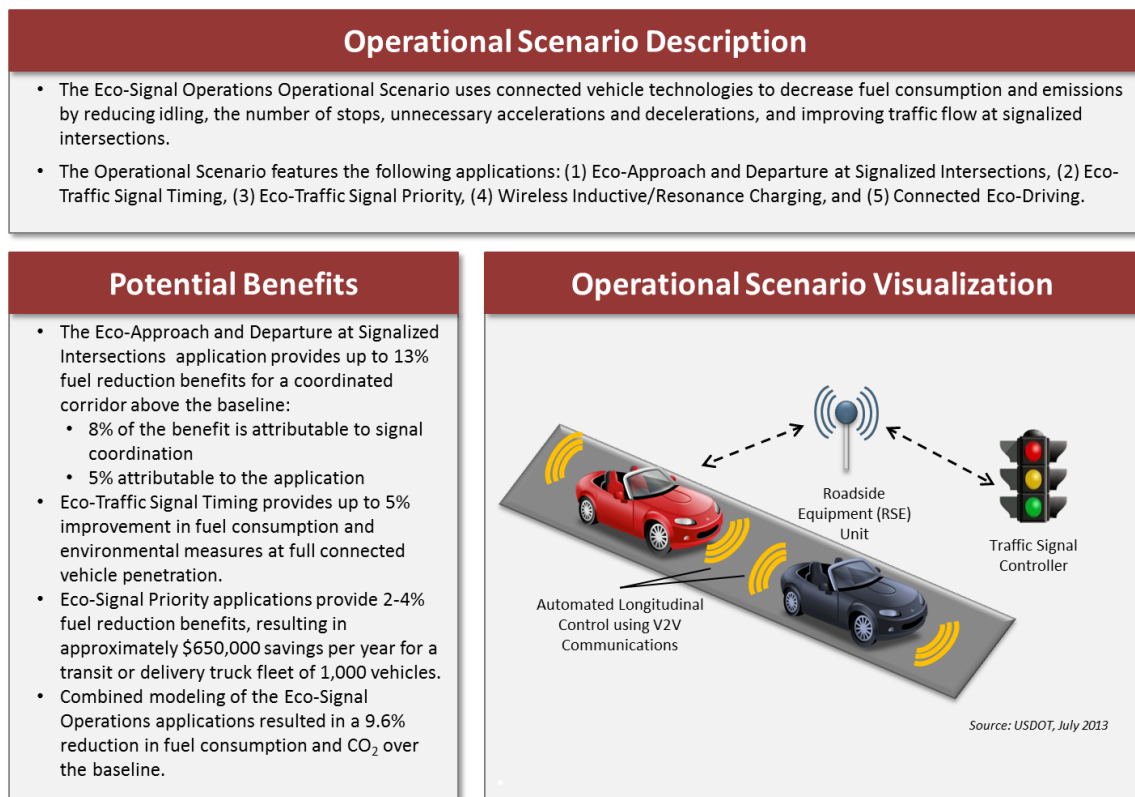 Operational Scenario Description
• The Eco-Signal Operations Operational Scenario uses connected vehicle technologies to decrease fuel consumption and emissions
by reducing idling, the number of stops, unnecessary accelerations and decelerations, and improving traffic flow at signalized
intersections.
• The Operational Scenario features the following applications: (1) Eco-Approach and Departure at Signalized Intersections, (2) Eco-
Traffic Signal Timing, (3) Eco-Traffic Signal Priority, (4) Wireless Inductive/Resonance Charging, and (5) Connected Eco-Driving.
Potential Benefits
• The Eco-Approach and Departure at Signalized
Intersections application provides up to 13%
fuel reduction benefits for a coordinated
corridor above the baseline:
• 8% of the benefit is attributable to signal
coordination
• 5% attributable to the application
• Eco-Traffic Signal Timing provides up to 5%
improvement in fuel consumption and
environmental measures at full connected
vehicle penetration.
• Eco-Signal Priority applications provide 2-4%
fuel reduction benefits, resulting in
approximately $650,000 savings per year for a
transit or delivery truck fleet of 1,000 vehicles.
• Combined modeling of the Eco-Signal
Operations applications resulted in a 9.6%
reduction in fuel consumption and CO₂ over
the baseline.
Operational Scenario Visualization
Roadside
Equipment (RSE)
Unit
Traffic Signal
Controller
Automated Longitudinal
Control using V2V
Communications
Source: USDOT, July 2013